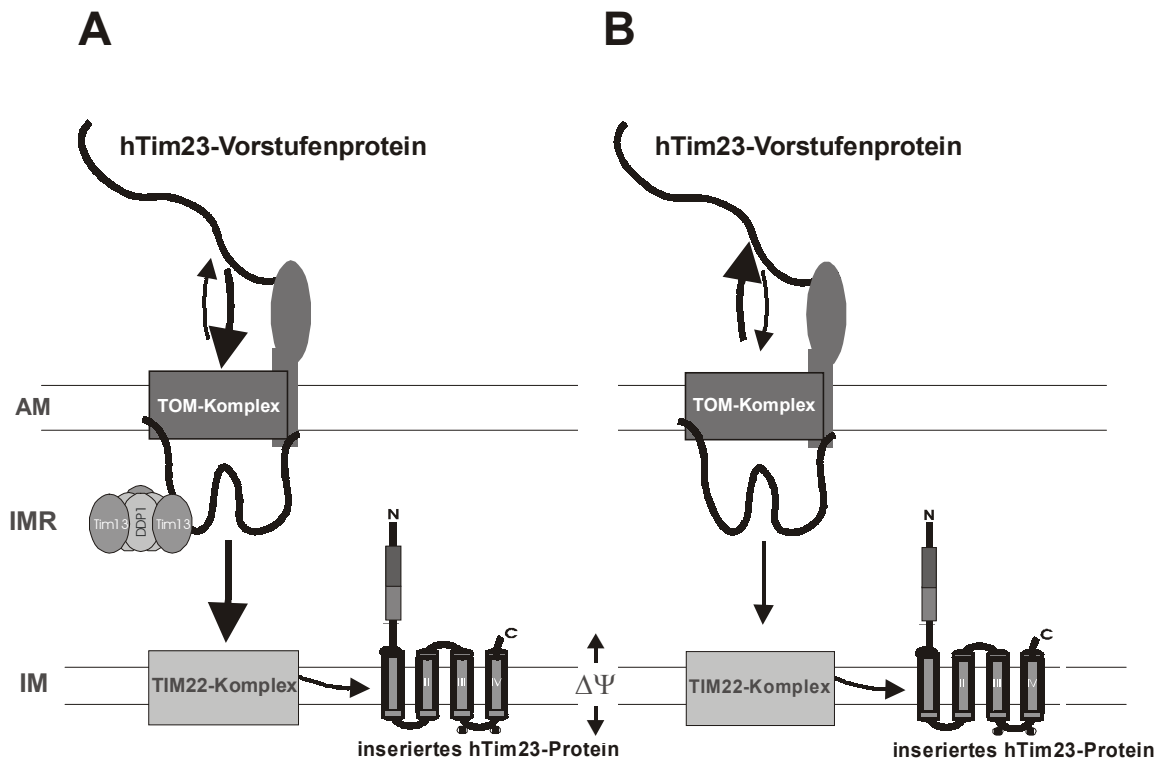 A
B
hTim23-Vorstufenprotein
hTim23-Vorstufenprotein
AM
TOM-Komplex
TOM-Komplex
IMR
Tim13
DDP1
Tim13
N
N
C
C
IM
TIM22-Komplex
II
III
IV
ΔΨ
TIM22-Komplex
II
III
IV
inseriertes hTim23-Protein
inseriertes hTim23-Protein